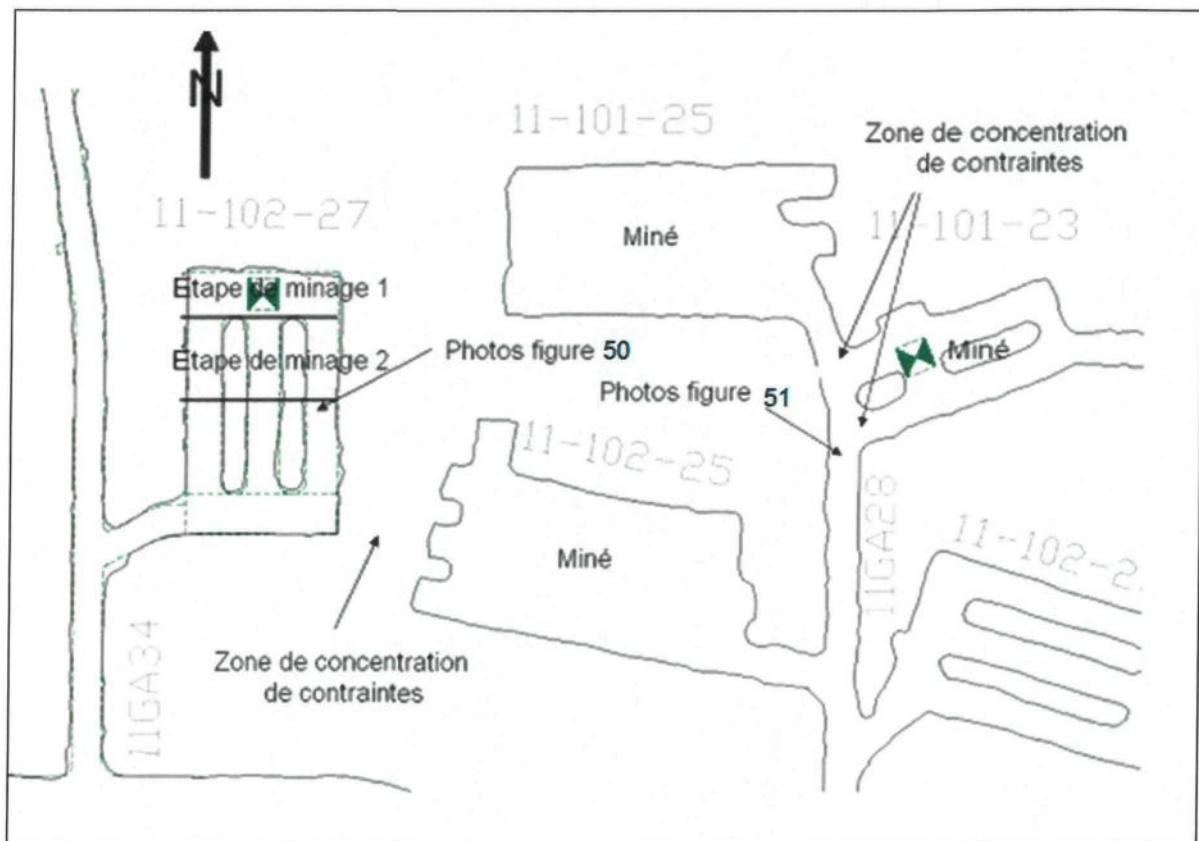 N
11-101-25
Zone de concentration
de contraintes
11-102-27
Miné
11-101-23
Etape de minage 1
Etape de minage 2
Photos figure 50
Miné
Photos figure 51
11-102-25
11GA28
Miné
11-102-2.
Zone de concentration
de contraintes
11GA34